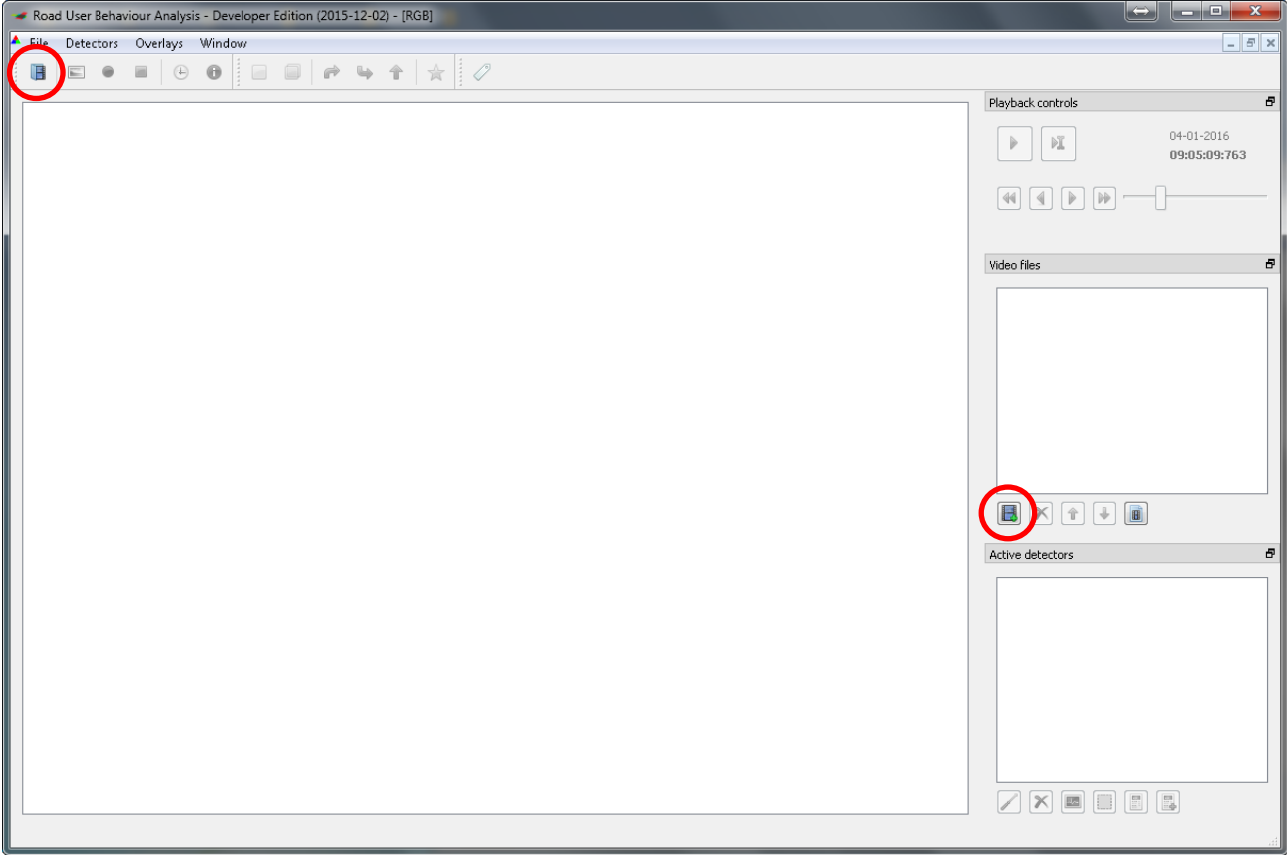 Road User Behaviour Analysis - Developer Edition (2015-12-02) - [RGB]
File Detectors Overlays Window
Playback controls
04-01-2016
09:05:09:763
Video files
Active detectors